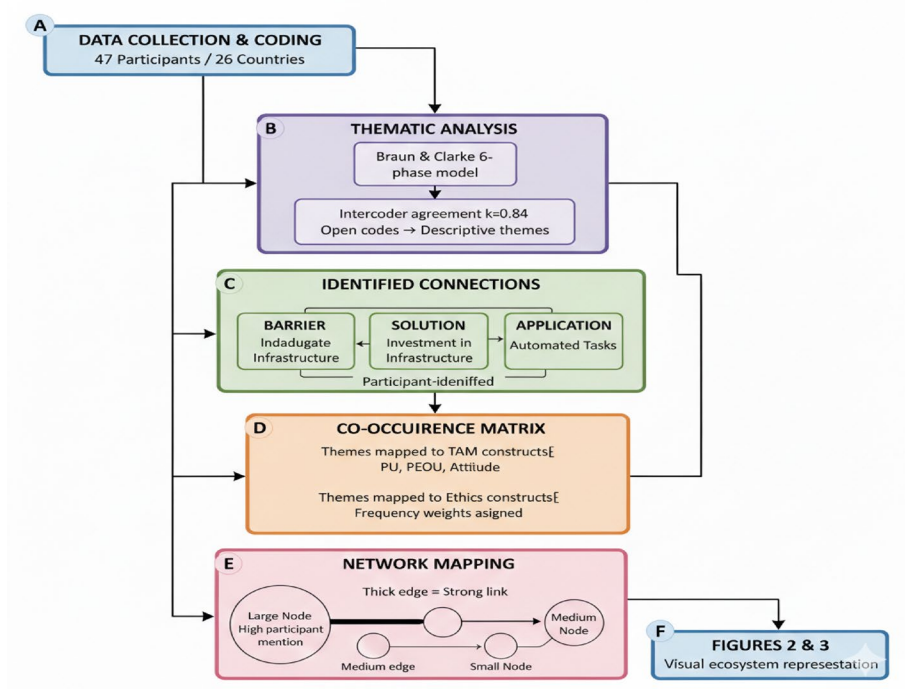 A
DATA COLLECTION & CODING
47 Participants / 26 Countries
B
THEMATIC ANALYSIS
Braun & Clarke 6-
phase model
Intercoder agreement k=0.84
Open codes → Descriptive themes
C
IDENTIFIED CONNECTIONS
BARRIER
Indadugate
Infrastructure
SOLUTION
Investment in
Infrastructure
APPLICATION
Automated Tasks
Participant-ideniffed
D
CO-OCCUIRENCE MATRIX
Themes mapped to TAM constructs[
PU, PEOU, Attiiude
Themes mapped to Ethics constructs[
Frequency weights asigned
E
NETWORK MAPPING
Thick edge = Strong link
Large Node
High participant
mention
Medium
Node
Medium edge
Small Node
F
FIGURES 2 & 3
Visual ecosystem representation